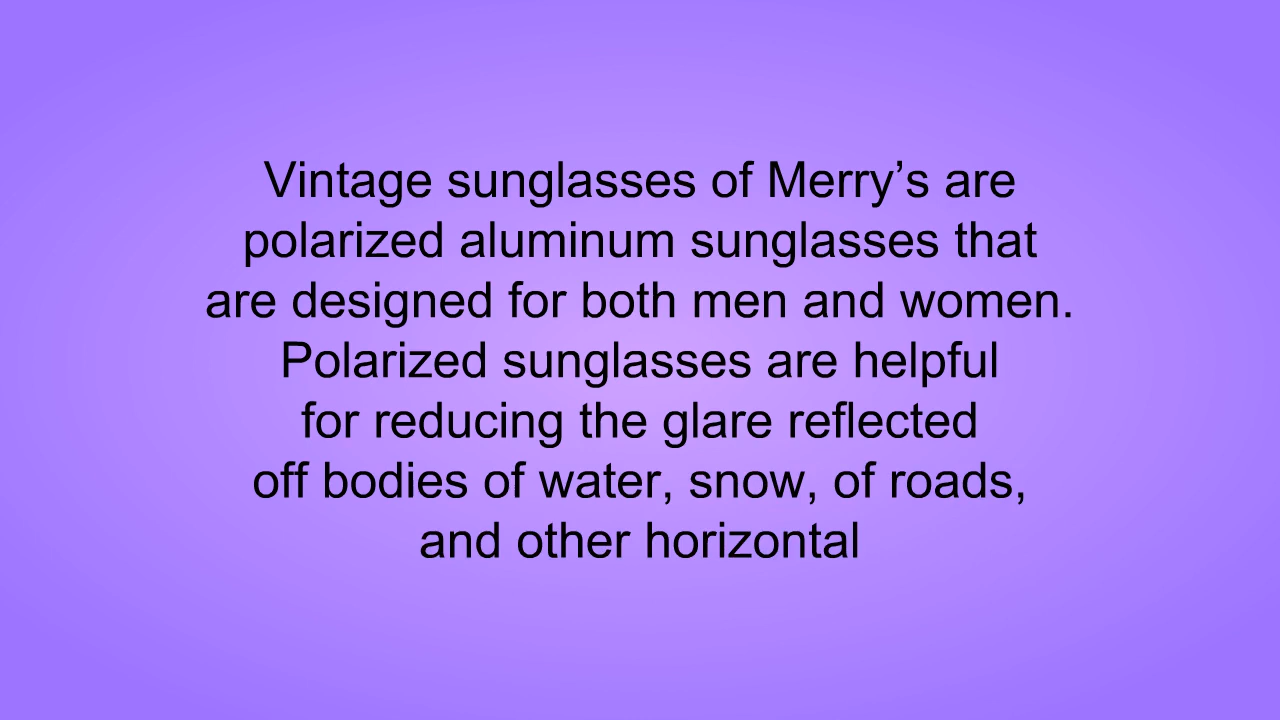 Vintage sunglasses of Merry’s are
polarized aluminum sunglasses that
are designed for both men and women.
Polarized sunglasses are helpful
for reducing the glare reflected
off bodies of water, snow, of roads,
and other horizontal